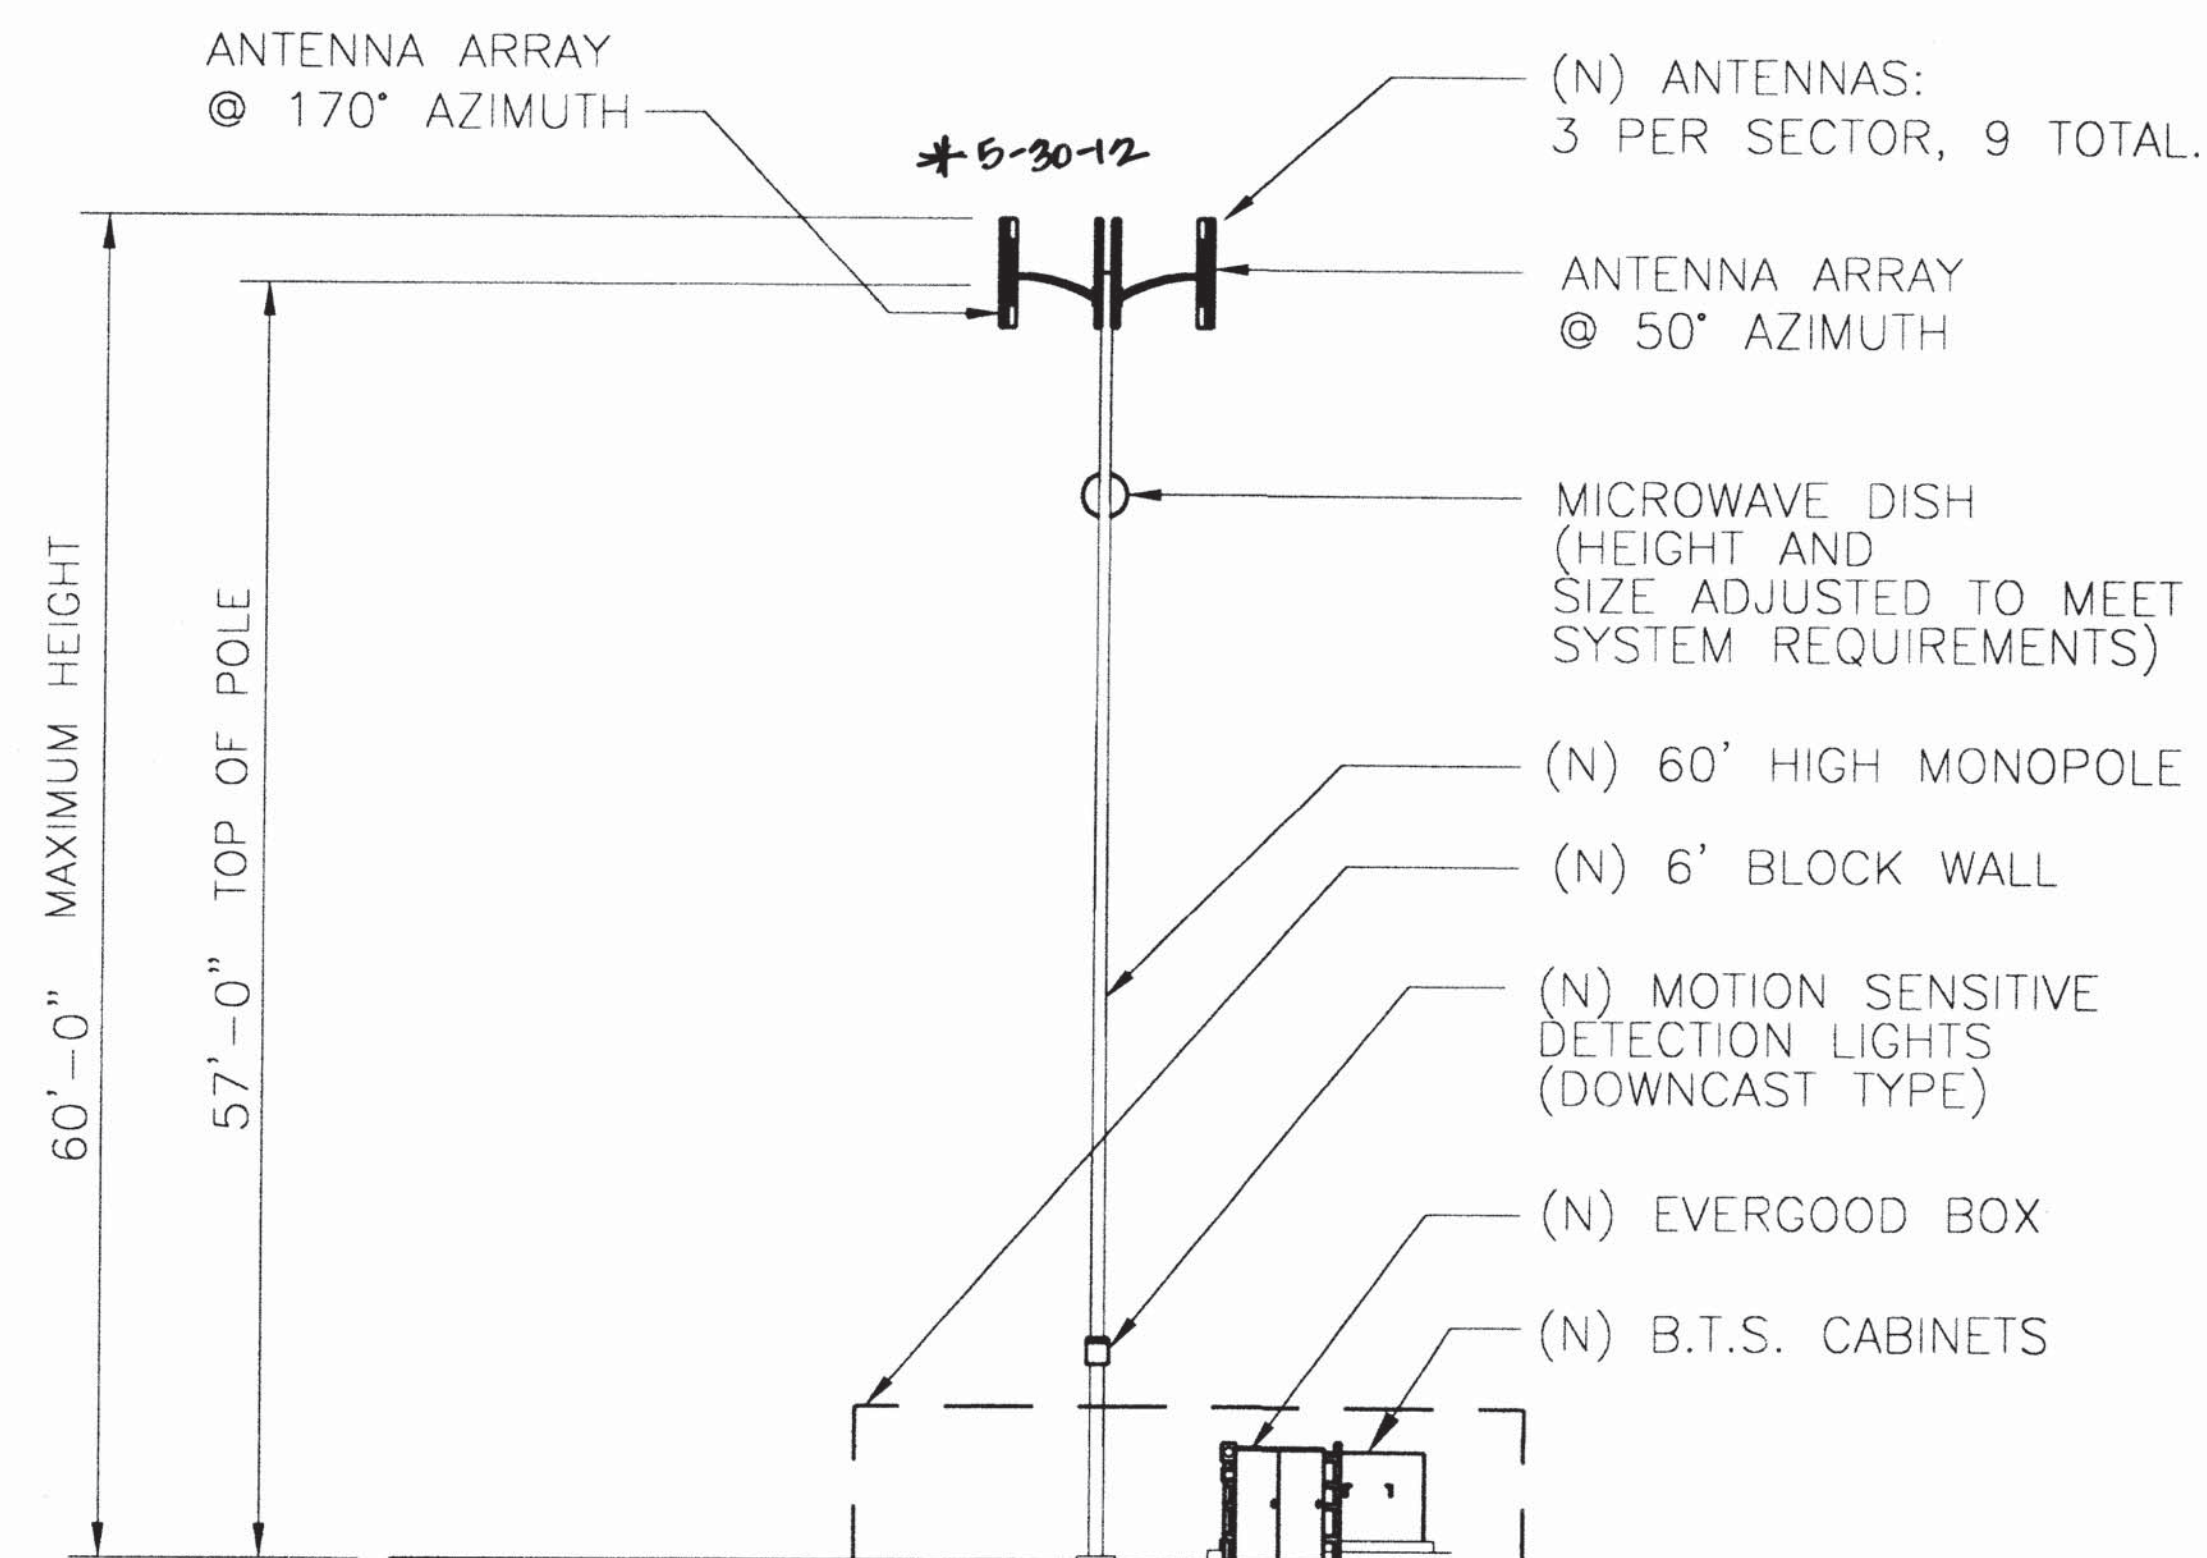 ANTENNA ARRAY
@ 170° AZIMUTH
*5-30-12
(N) ANTENNAS:
3 PER SECTOR, 9 TOTAL.
ANTENNA ARRAY
@ 50° AZIMUTH
MICROWAVE DISH
(HEIGHT AND
SIZE ADJUSTED TO MEET
SYSTEM REQUIREMENTS)
(N) 60' HIGH MONOPOLE
(N) 6' BLOCK WALL
(N) MOTION SENSITIVE
DETECTION LIGHTS
(DOWNCAST TYPE)
(N) EVERGOOD BOX
(N) B.T.S. CABINETS
60'-0" MAXIMUM HEIGHT
57'-0" TOP OF POLE